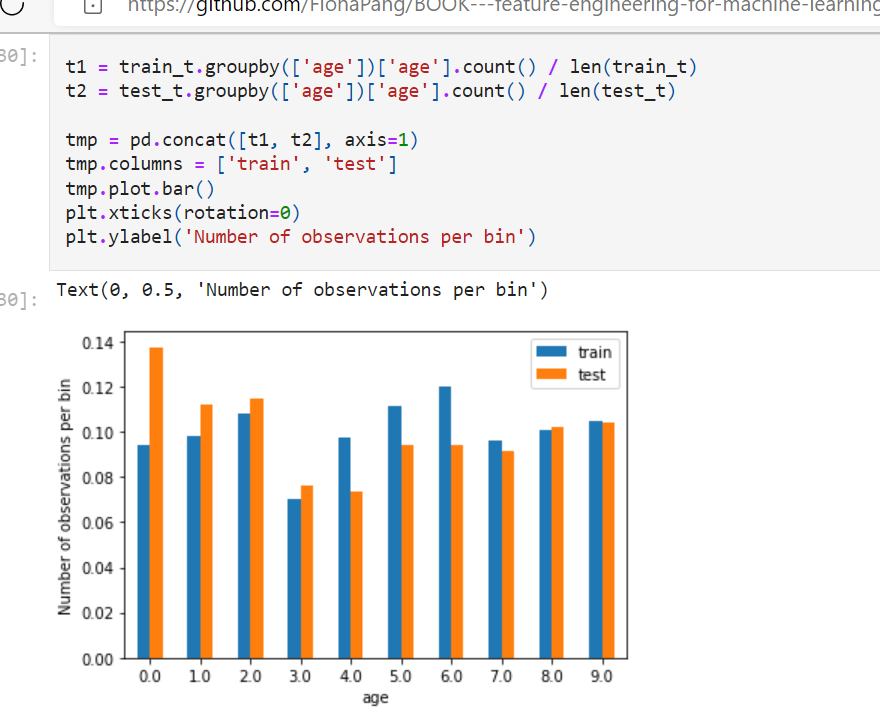 https://github.com/FionaPang/BOOK---feature-engineering-for-machine-learning
30]:
t1 = train_t.groupby(['age'])['age'].count() / len(train_t)
t2 = test_t.groupby(['age'])['age'].count() / len(test_t)
tmp = pd.concat([t1, t2], axis=1)
tmp.columns = ['train', 'test']
tmp.plot.bar()
plt.xticks(rotation=0)
plt.ylabel('Number of observations per bin')
30]:
Text(0, 0.5, 'Number of observations per bin')
train
test
0.14
0.12
0.10
0.08
0.06
0.04
0.02
0.00
Number of observations per bin
0.0 1.0 2.0 3.0 4.0 5.0 6.0 7.0 8.0 9.0
age